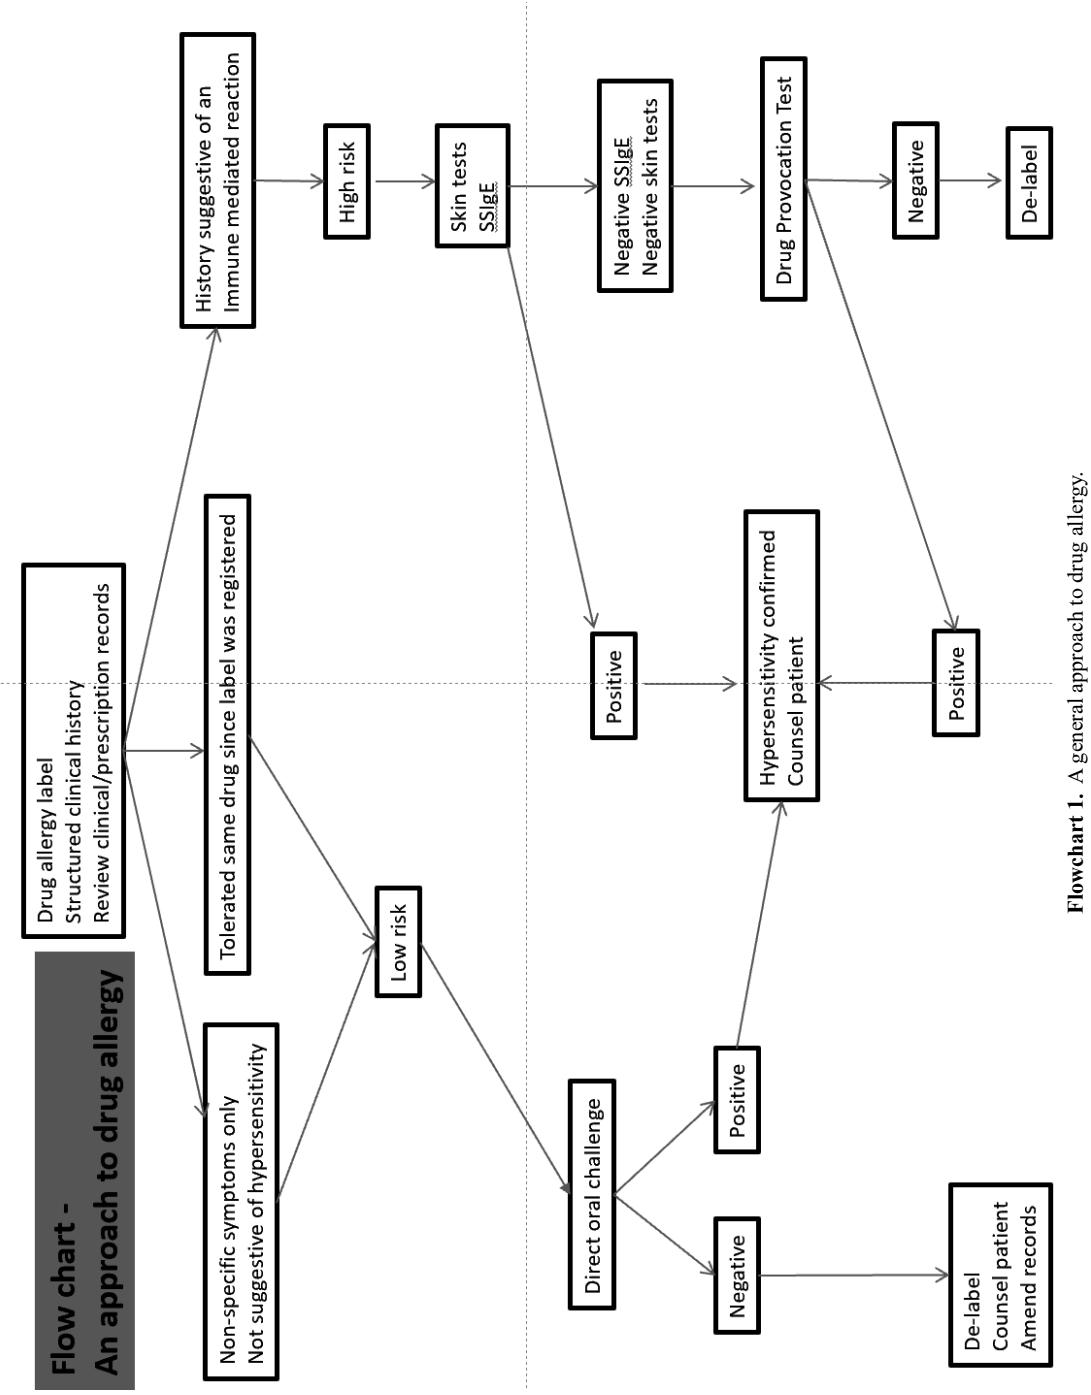 Flow chart -
An approach to drug allergy
Drug allergy label
Structured clinical history
Review clinical/prescription records
Non-specific symptoms only
Not suggestive of hypersensitivity
Tolerated same drug since label was registered
History suggestive of an
Immune mediated reaction
Low risk
High risk
Skin tests
SSIgE
Direct oral challenge
Positive
Negative SSIgE
Negative skin tests
Negative
Positive
Hypersensitivity confirmed
Counsel patient
Drug Provocation Test
Positive
Negative
De-label
Counsel patient
Amend records
De-label
Flowchart 1. A general approach to drug allergy.